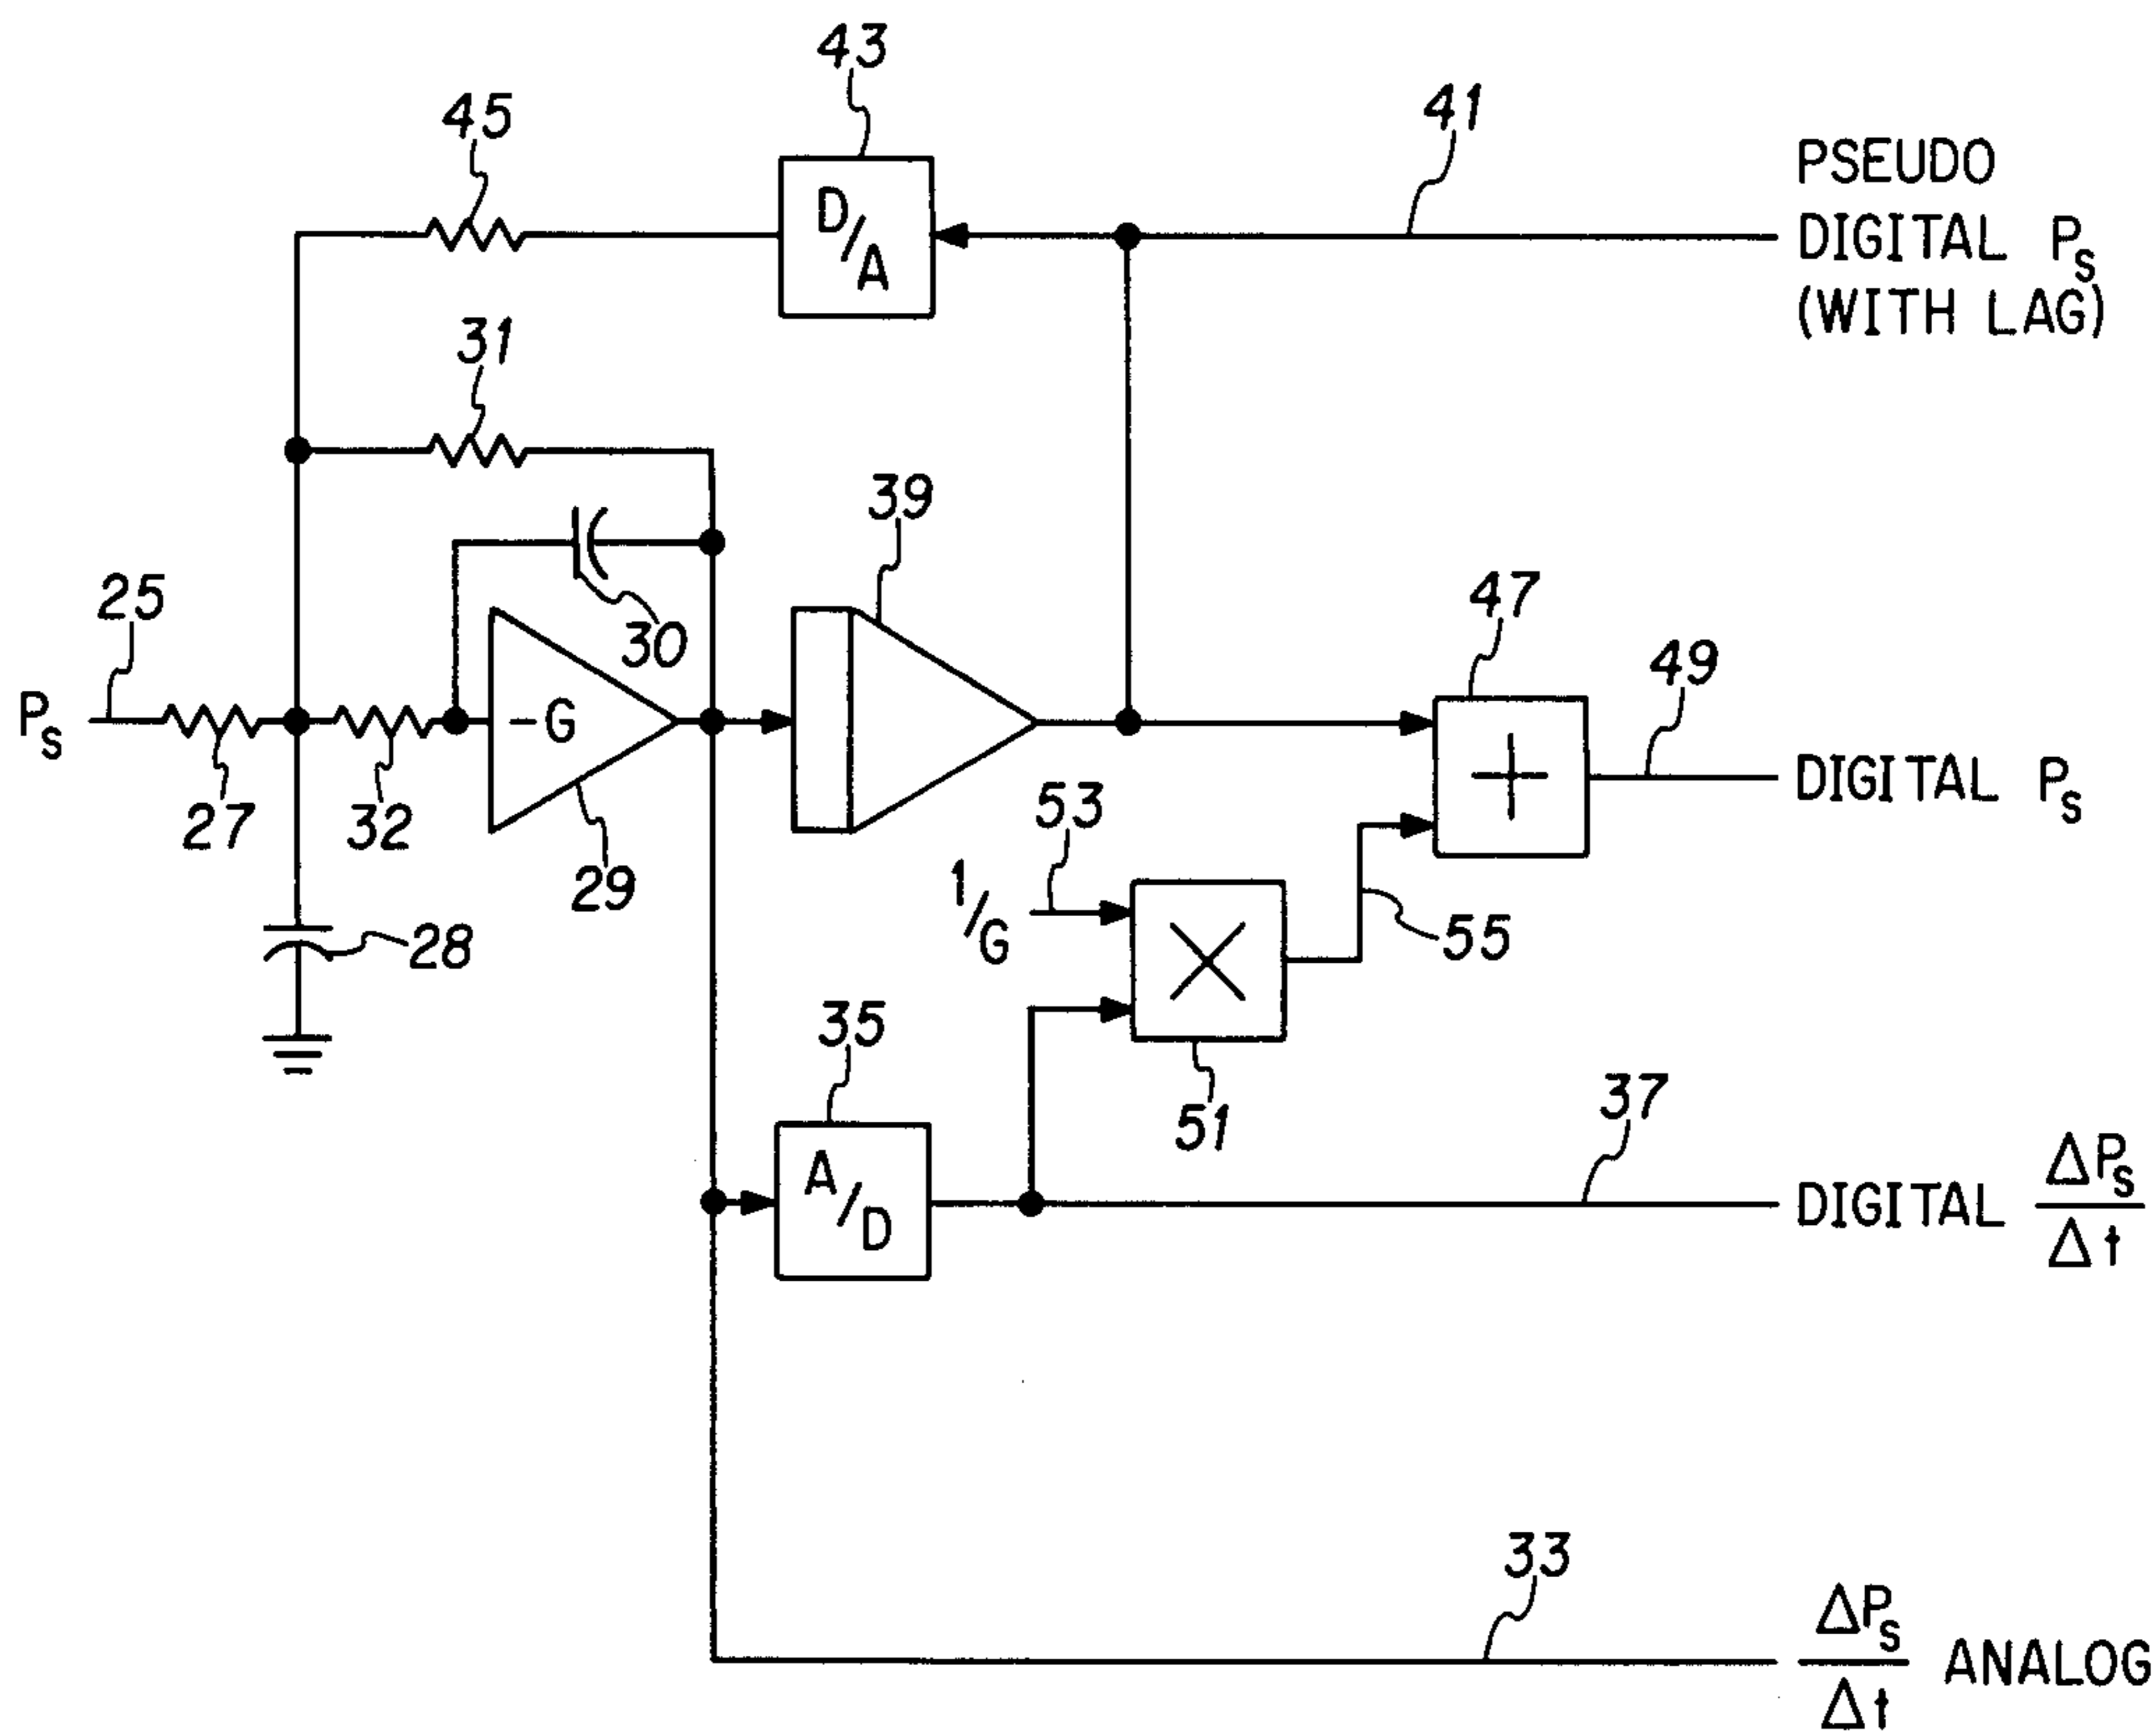 43
45
41
PSEUDO
DIGITAL Ps
(WITH LAG)
D/A
31
39
25
30
47
49
Ps
-G
DIGITAL Ps
27
32
29
53
1/G
28
55
35
51
37
A/D
DIGITAL ΔPs/Δt
33
ΔPs/Δt ANALOG